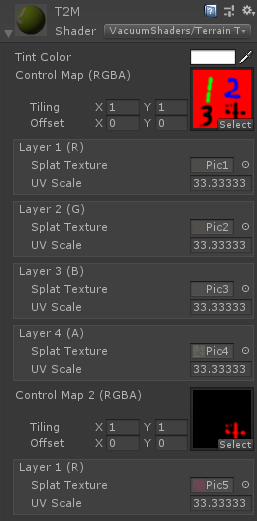 T2M
Shader VacuumShaders/Terrain T
Tint Color
Control Map (RGBA)
1 2
3
Tiling X 1 Y 1
Offset X 0 Y 0
Select
Layer 1 (R)
Splat Texture Pic1
UV Scale 33.33333
Layer 2 (G)
Splat Texture Pic2
UV Scale 33.33333
Layer 3 (B)
Splat Texture Pic3
UV Scale 33.33333
Layer 4 (A)
Splat Texture Pic4
UV Scale 33.33333
Control Map 2 (RGBA)
Tiling X 1 Y 1
Offset X 0 Y 0
Select
Layer 1 (R)
Splat Texture Pic5
UV Scale 33.33333